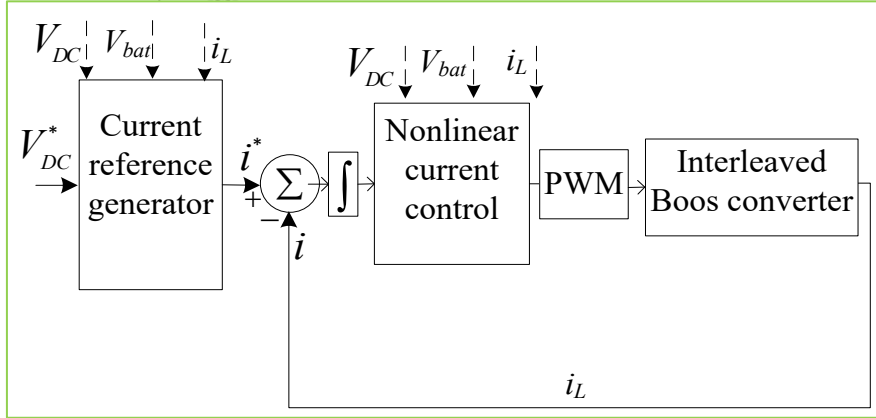 V_DC V_bat i_L
V*_DC
Current
reference
generator
i*
+
Σ
−
i
∫
V_DC V_bat i_L
Nonlinear
current
control
PWM
Interleaved
Boos converter
i_L